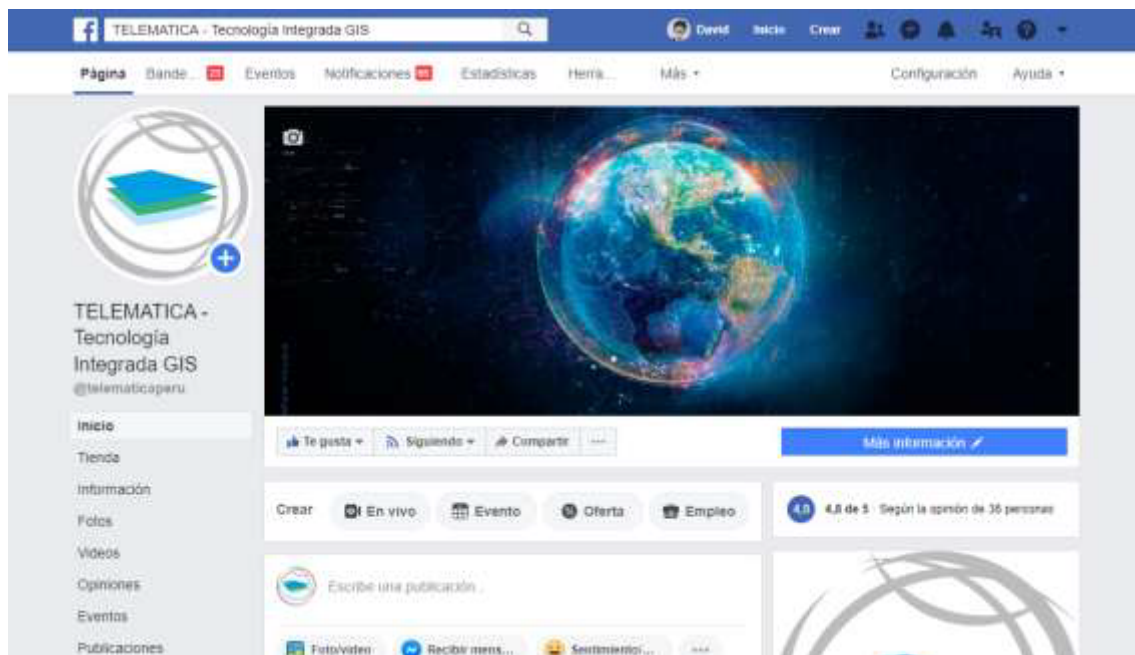 TELEMATICA - Tecnología Integrada GIS
David Inicio Crear
Página Bande... Eventos Notificaciones Estadísticas Herra... Más
Configuración Ayuda
TELEMATICA -
Tecnología
Integrada GIS
@telematicaperu
Inicio
Tienda
Información
Fotos
Videos
Opiniones
Eventos
Publicaciones
Te gusta Siguiendo Compartir ...
Más información
Crear En vivo Evento Oferta Empleo
4,8 4,8 de 5 · Según la opinión de 36 personas
Escribe una publicación...
Foto/video Recibir mens... Sentimiento/... ...